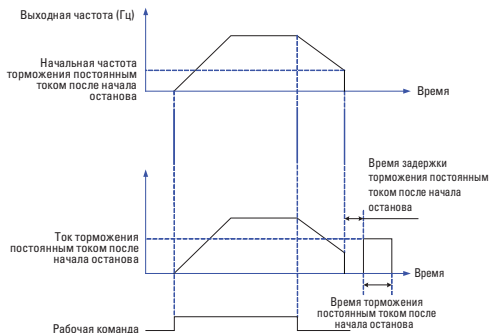 Выходная частота (Гц)
Начальная частота
торможения постоянным
током после начала
останова
Время
Время задержки
торможения постоянным
током после начала
останова
Ток торможения
постоянным током после
начала останова
Время
Время торможения
постоянным током после
начала останова
Рабочая команда